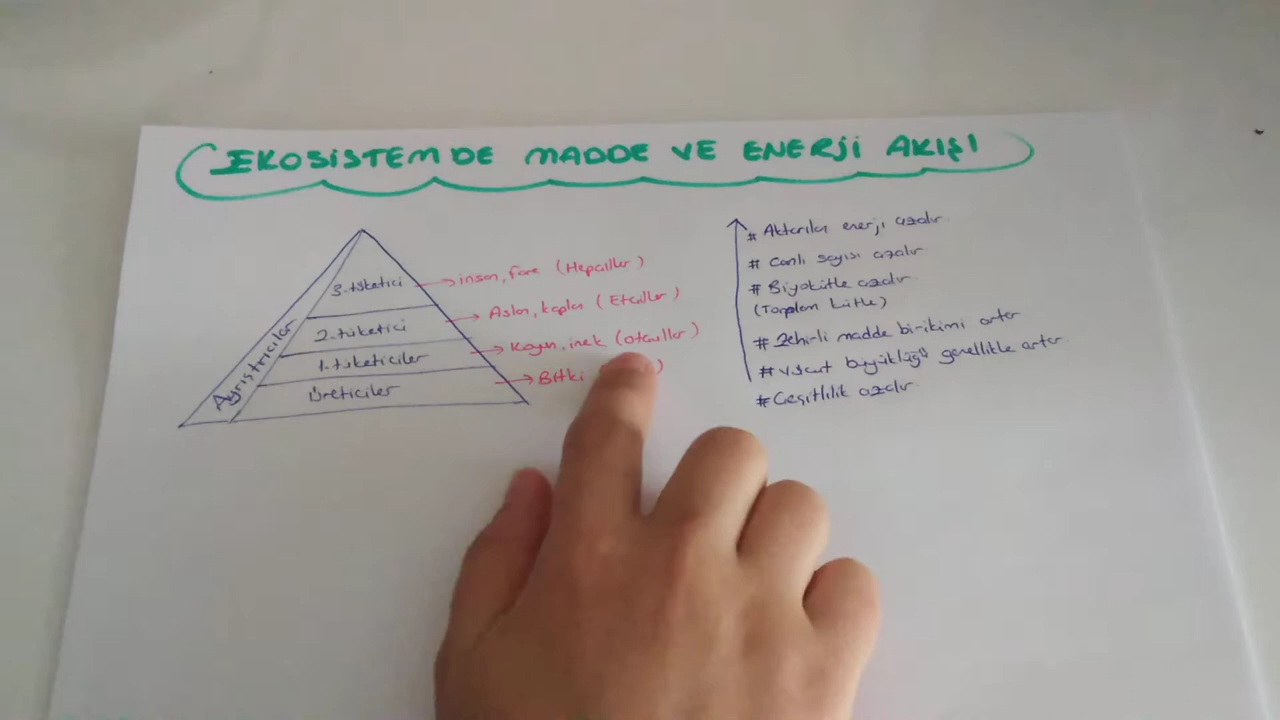 EKOSİSTEMDE MADDE VE ENERJİ AKIŞI
3. tüketici
2. tüketici
1. tüketiciler
Üreticiler
Ayrıştırıcılar
insan, fare (Hepçiller)
Aslan, kaplan (Etçiller)
Koyun, inek (Otçullar)
Bitki
# Aktarılan enerji azalır
# Canlı sayısı azalır
# Biyokütle azalır
(Toplam kütle)
# Zehirli madde birikimi artar
# Vücut büyüklüğü genellikle artar
# Çeşitlilik azalır